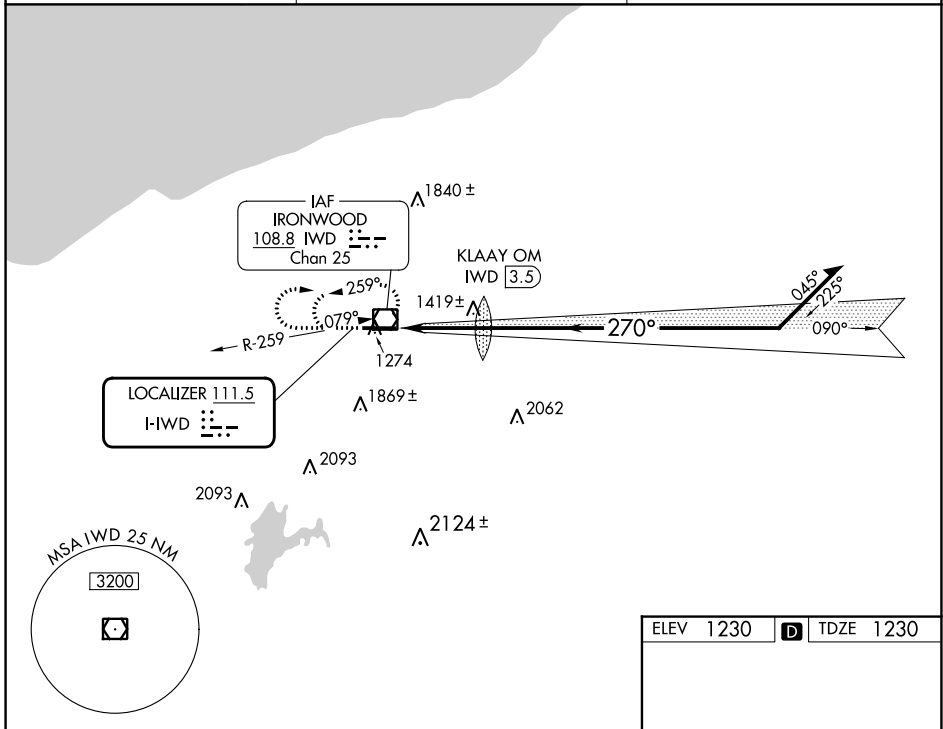 1840 ±
IAF
IRONWOOD
108.8 IWD
Chan 25
KLAAY OM
IWD 3.5
259°
1419 ±
045°
225°
079°
270°
090°
R-259
1274
LOCALIZER 111.5
I-IWD
1869 ±
2062
2093
2093
2124 ±
MSA IWD 25 NM
3200
ELEV 1230 D TDZE 1230